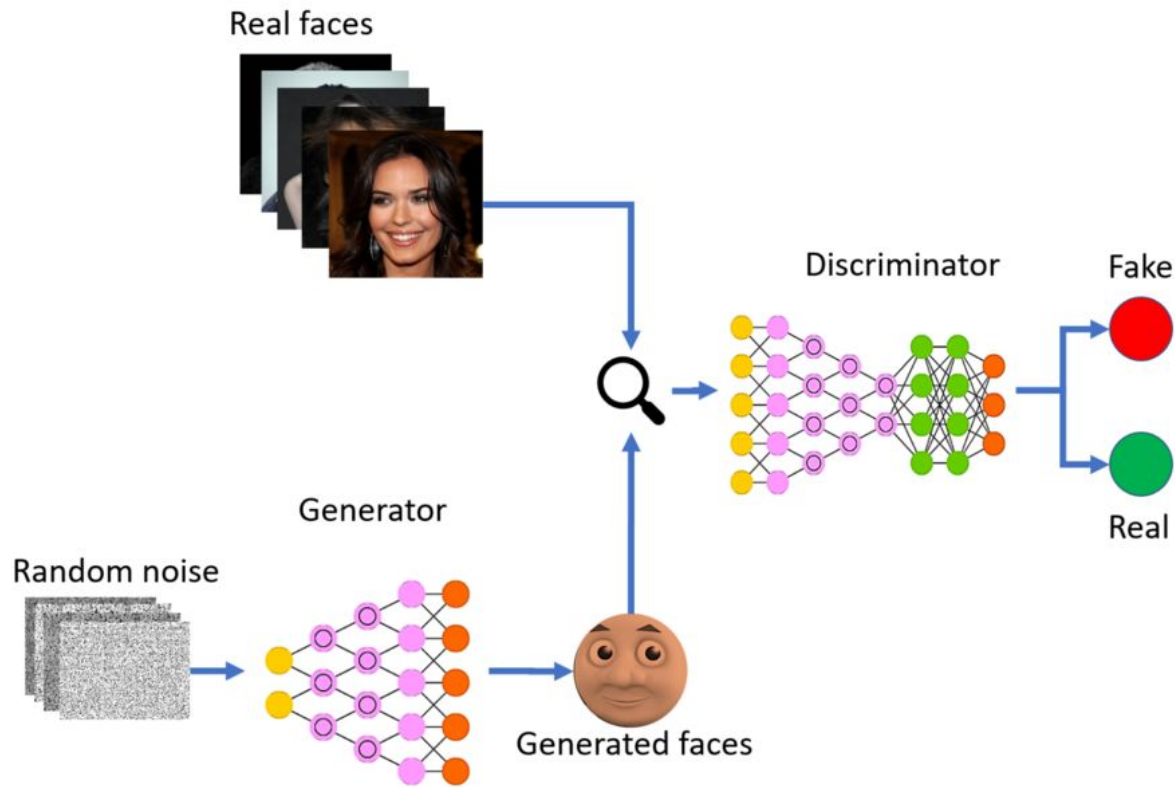 Real faces
Discriminator
Fake
Generator
Real
Random noise
Generated faces